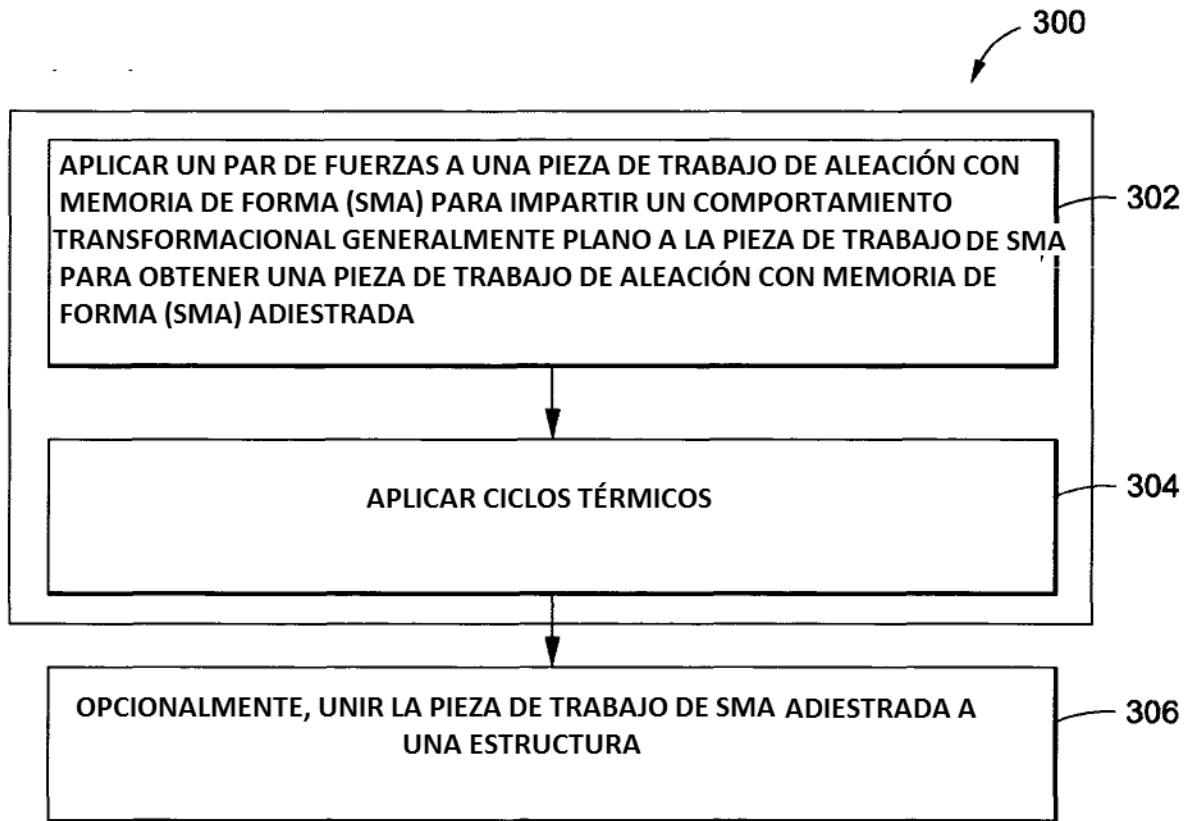 300
APLICAR UN PAR DE FUERZAS A UNA PIEZA DE TRABAJO DE ALEACIÓN CON
MEMORIA DE FORMA (SMA) PARA IMPARTIR UN COMPORTAMIENTO
TRANSFORMACIONAL GENERALMENTE PLANO A LA PIEZA DE TRABAJO DE SMA
PARA OBTENER UNA PIEZA DE TRABAJO DE ALEACIÓN CON MEMORIA DE
FORMA (SMA) ADIESTRADA
302
APLICAR CICLOS TÉRMICOS
304
OPCIONALMENTE, UNIR LA PIEZA DE TRABAJO DE SMA ADIESTRADA A
UNA ESTRUCTURA
306